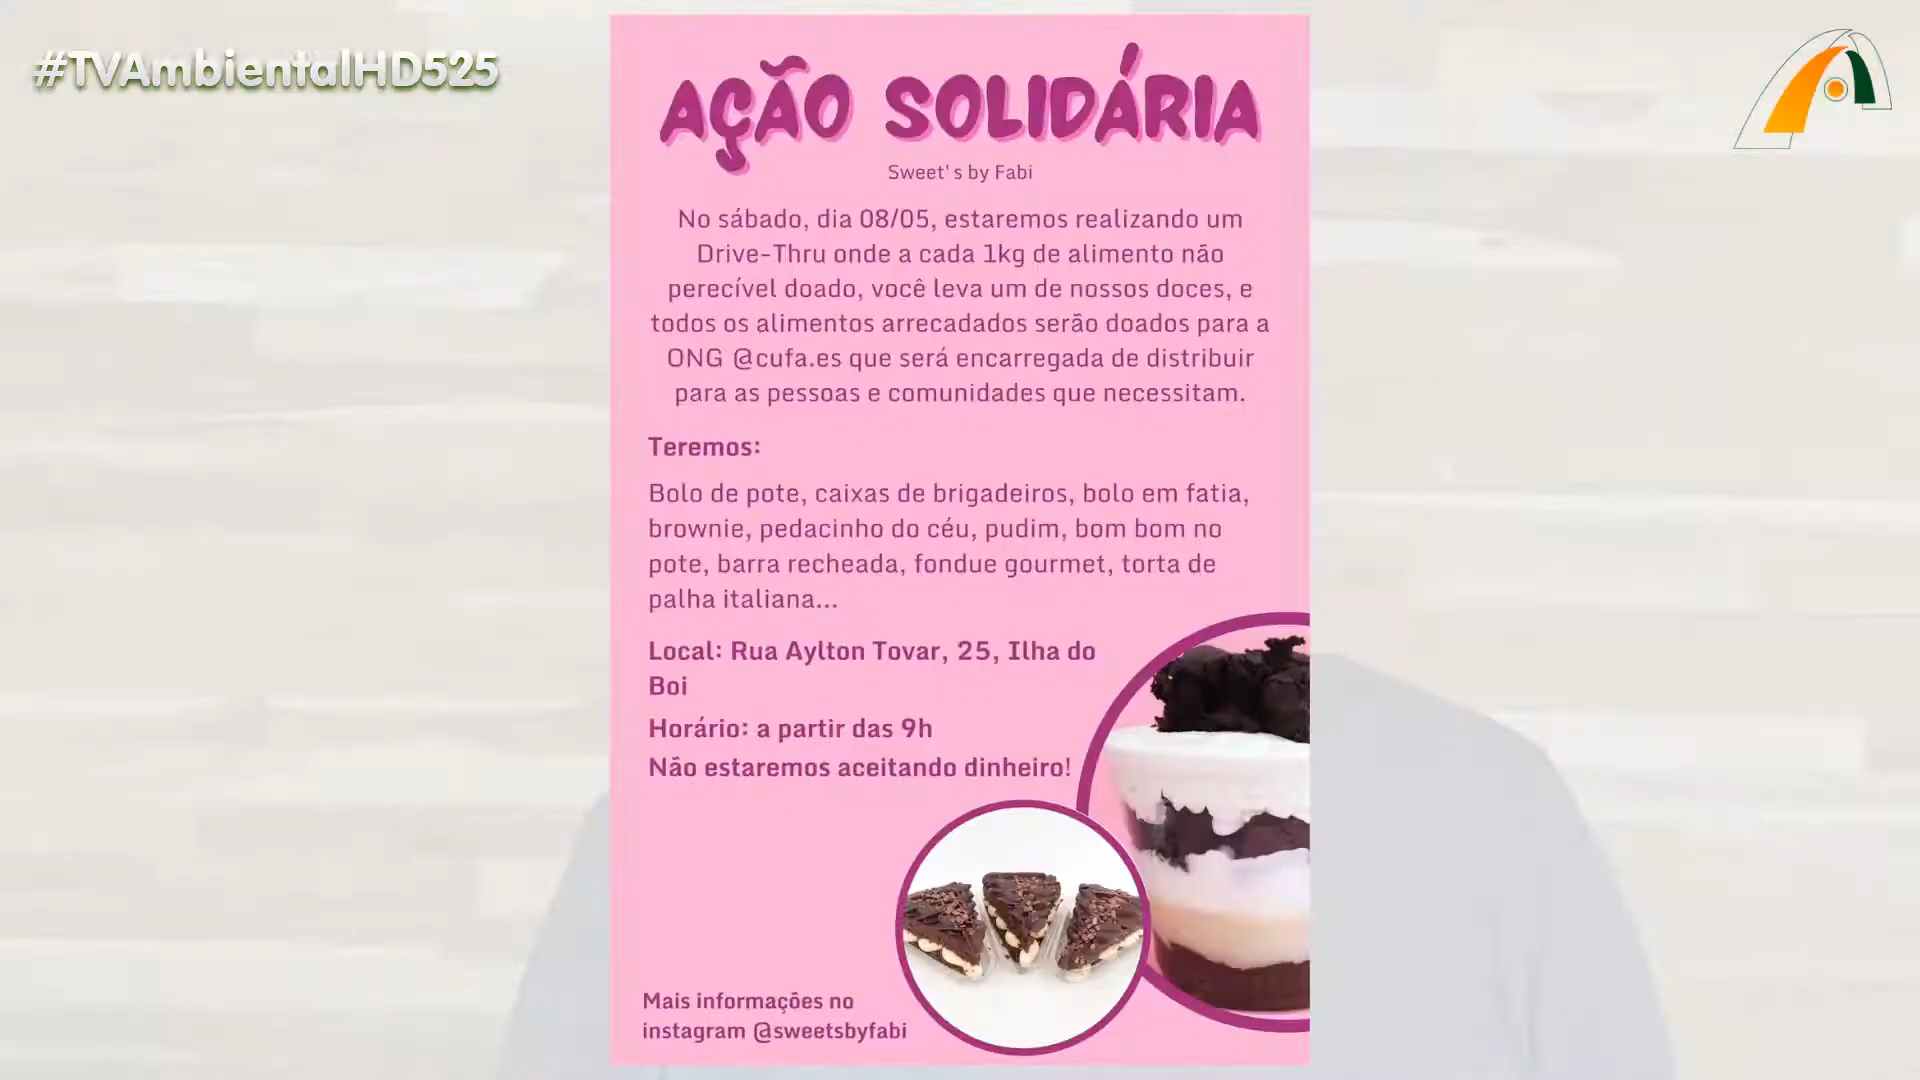 #TVAmbientalHD525
AÇÃO SOLIDÁRIA
Sweet's by Fabi
No sábado, dia 08/05, estaremos realizando um
Drive-Thru onde a cada 1kg de alimento não
perecível doado, você leva um de nossos doces, e
todos os alimentos arrecadados serão doados para a
ONG @cufa.es que será encarregada de distribuir
para as pessoas e comunidades que necessitam.
Teremos:
Bolo de pote, caixas de brigadeiros, bolo em fatia,
brownie, pedacinho do céu, pudim, bom bom no
pote, barra recheada, fondue gourmet, torta de
palha italiana...
Local: Rua Aylton Tovar, 25, Ilha do
Boi
Horário: a partir das 9h
Não estaremos aceitando dinheiro!
Mais informações no
instagram @sweetsbyfabi